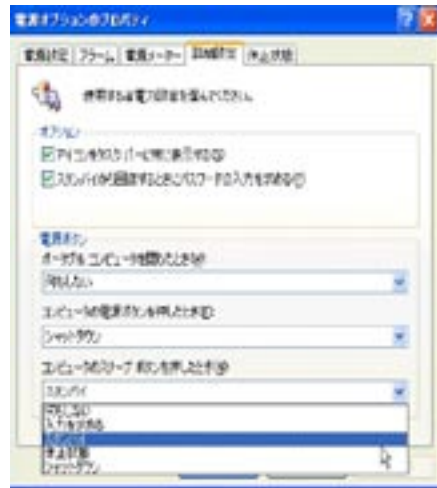 電源オプションのプロパティ
電源設定 アラーム 電源メーター 詳細設定 休止状態
使用する省電力設定を選んでください。
オプション
アイコンをタスク バーに常に表示する
スタンバイから回復するときにパスワードの入力を求める
電源ボタン
ポータブル コンピュータを閉じたとき
何もしない
コンピュータの電源ボタンを押したとき
シャットダウン
コンピュータのスリープ ボタンを押したとき
スタンバイ
何もしない
入力を求める
スタンバイ
休止状態
シャットダウン